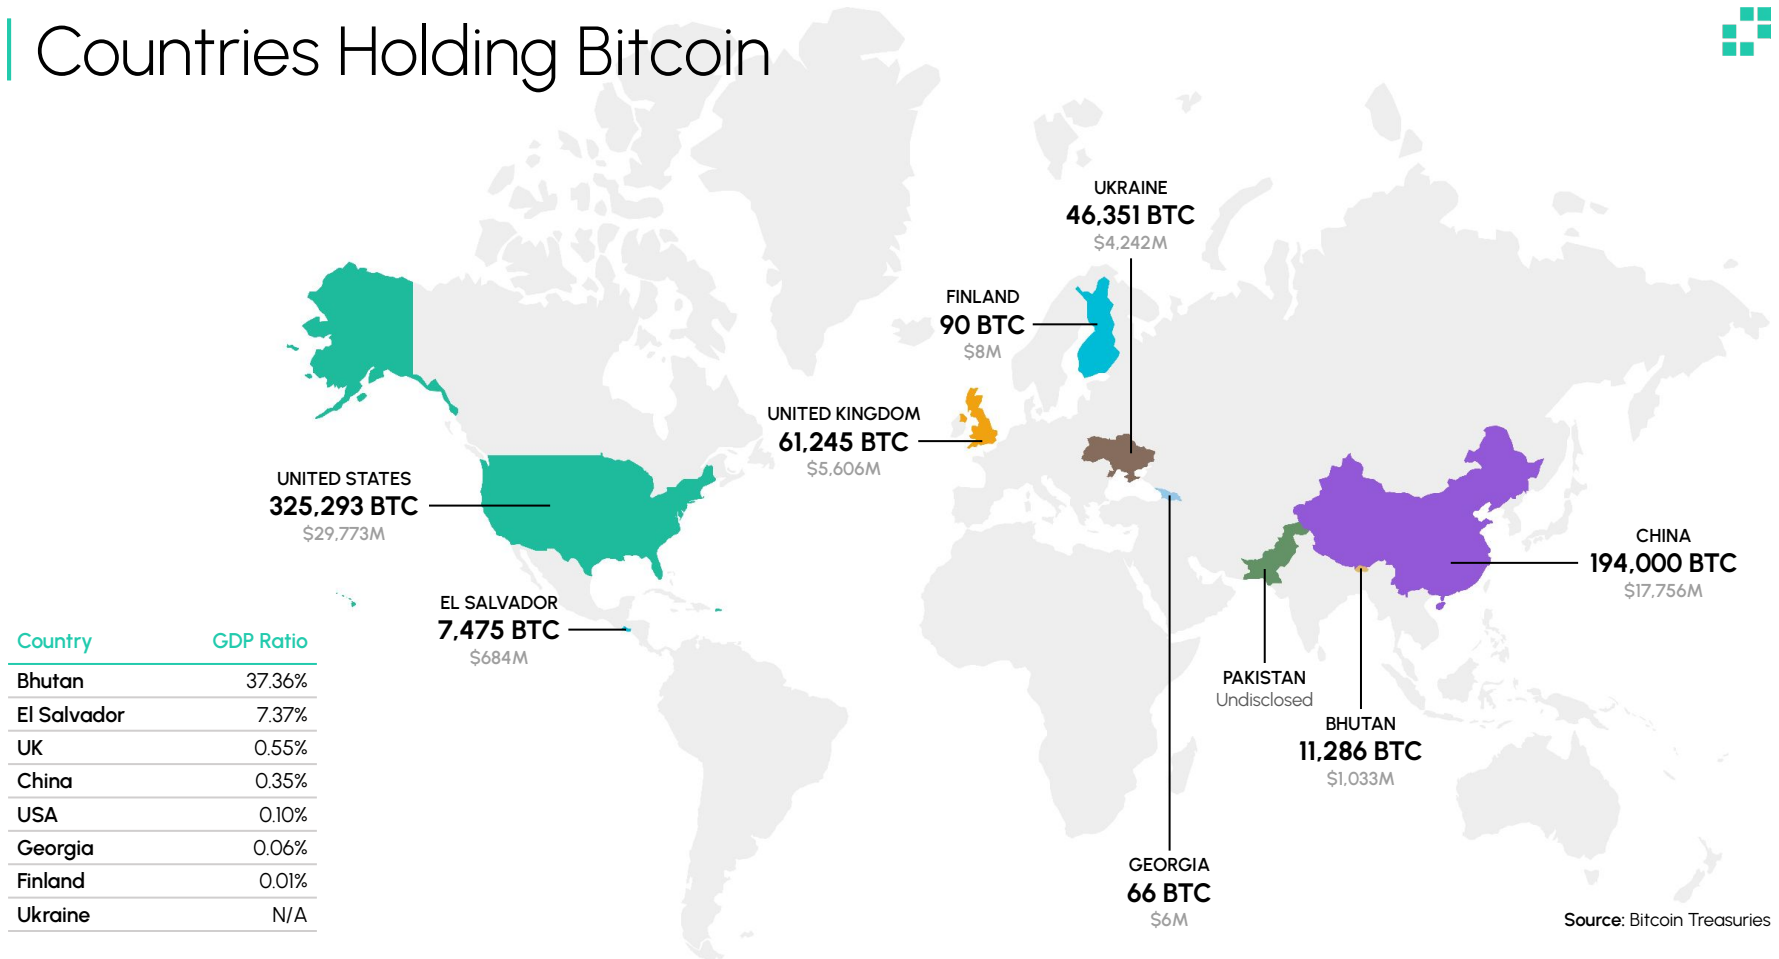 Countries Holding Bitcoin
UKRAINE
46,351 BTC
$4,242M
FINLAND
90 BTC
$8M
UNITED KINGDOM
61,245 BTC
$5,606M
UNITED STATES
325,293 BTC
$29,773M
CHINA
194,000 BTC
$17,756M
EL SALVADOR
7,475 BTC
$684M
PAKISTAN
Undisclosed
BHUTAN
11,286 BTC
$1,033M
GEORGIA
66 BTC
$6M
Country GDP Ratio
Bhutan 37.36%
El Salvador 7.37%
UK 0.55%
China 0.35%
USA 0.10%
Georgia 0.06%
Finland 0.01%
Ukraine N/A
Source: Bitcoin Treasuries